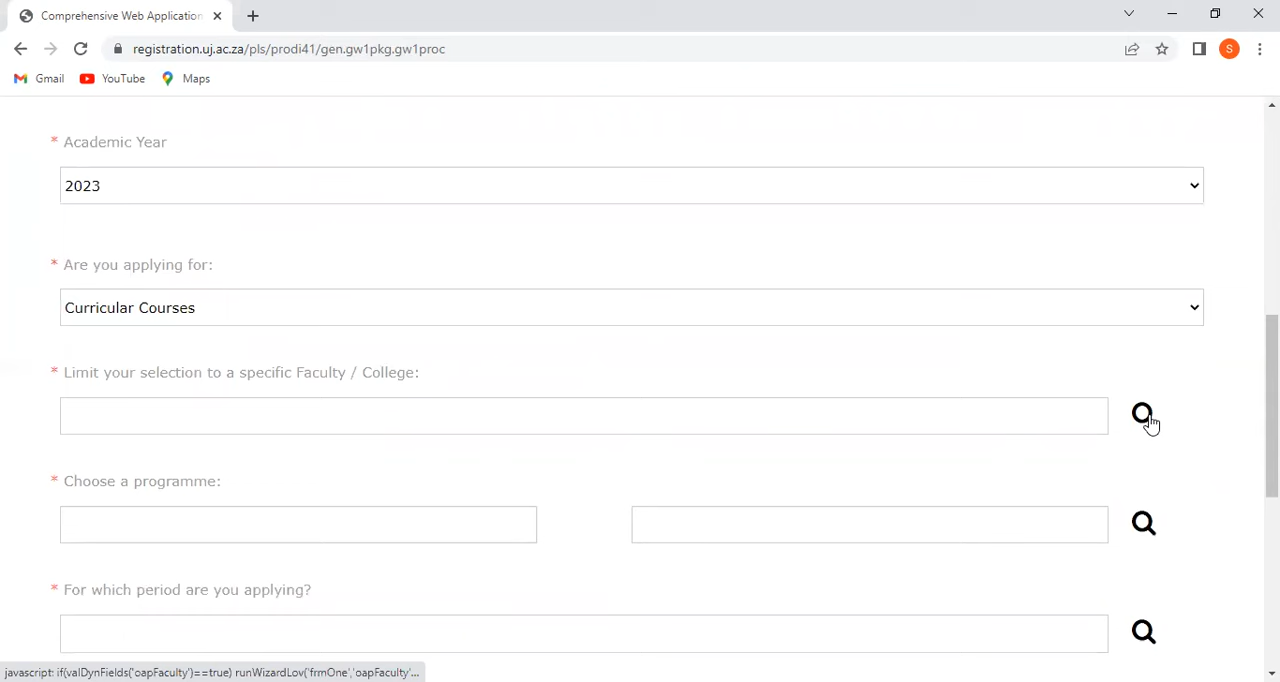 Comprehensive Web Application
registration.uj.ac.za/pls/prodi41/gen.gw1pkg.gw1proc
S
Gmail
YouTube
Maps
* Academic Year
2023
* Are you applying for:
Curricular Courses
* Limit your selection to a specific Faculty / College:
* Choose a programme:
* For which period are you applying?
javascript: if(valDynFields('oapFaculty')==true) runWizardLov('frmOne','oapFaculty'...